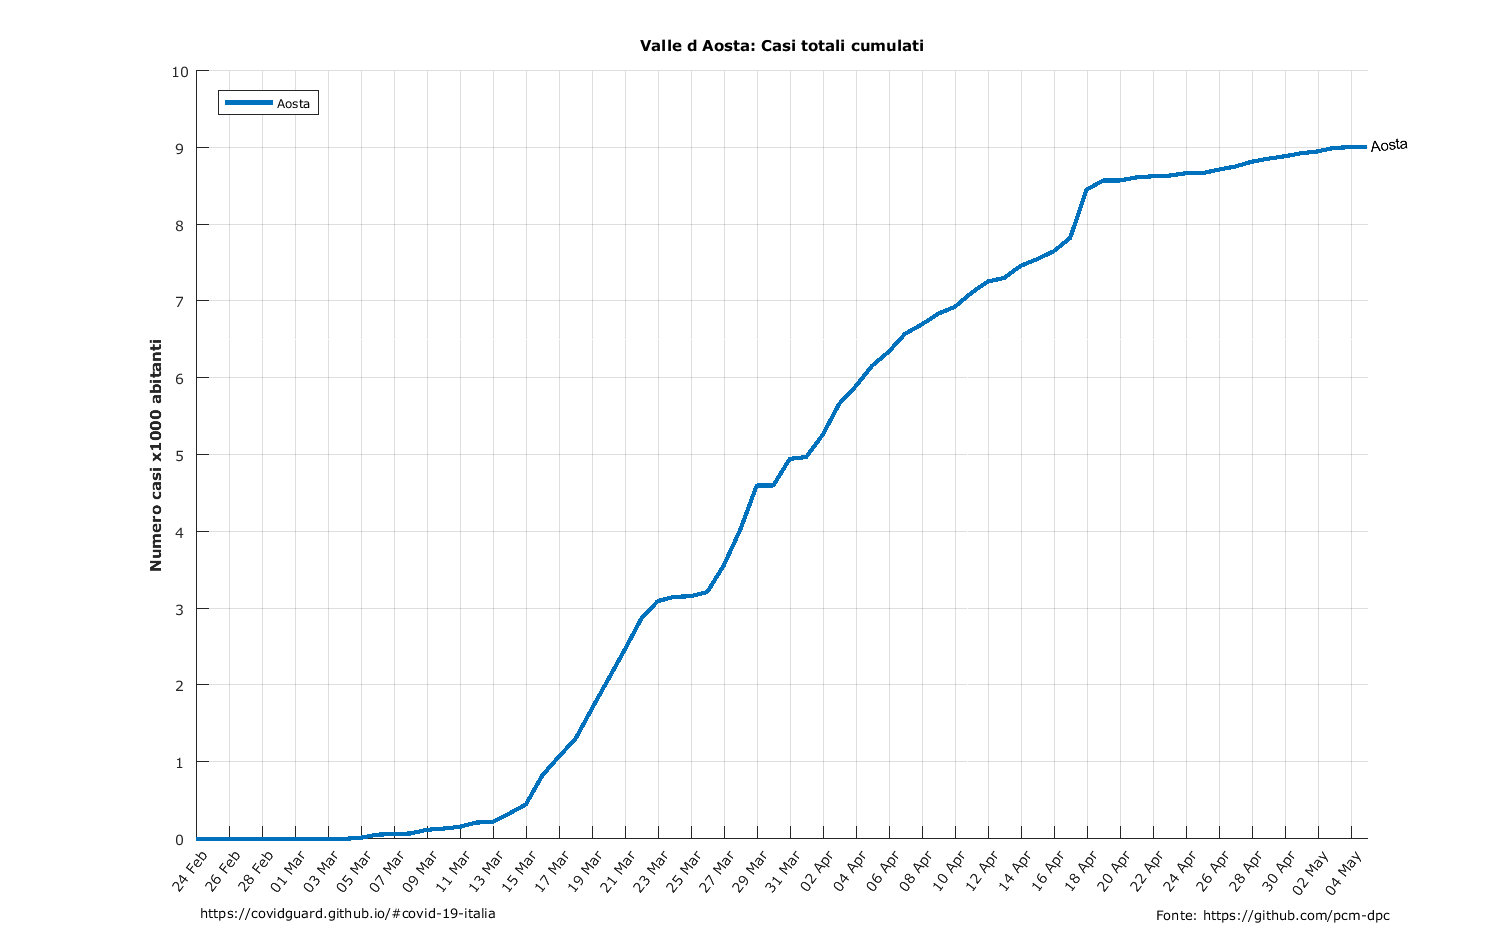 Valle d Aosta: Casi totali cumulati
Aosta
Aosta
Numero casi x1000 abitanti
10
9
8
7
6
5
4
3
2
1
0
24 Feb
26 Feb
28 Feb
01 Mar
03 Mar
05 Mar
07 Mar
09 Mar
11 Mar
13 Mar
15 Mar
17 Mar
19 Mar
21 Mar
23 Mar
25 Mar
27 Mar
29 Mar
31 Mar
02 Apr
04 Apr
06 Apr
08 Apr
10 Apr
12 Apr
14 Apr
16 Apr
18 Apr
20 Apr
22 Apr
24 Apr
26 Apr
28 Apr
30 Apr
02 May
04 May
https://covidguard.github.io/#covid-19-italia
Fonte: https://github.com/pcm-dpc